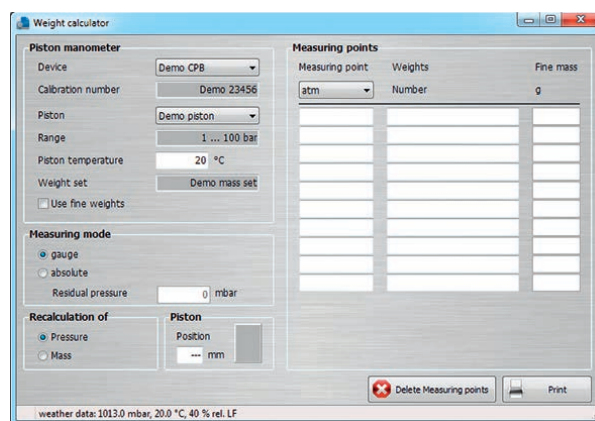 Weight calculator
Piston manometer
Device Demo CPB
Calibration number Demo 23456
Piston Demo piston
Range 1 ... 100 bar
Piston temperature 20 °C
Weight set Demo mass set
Use fine weights
Measuring mode
gauge
absolute
Residual pressure 0 mbar
Recalculation of
Pressure
Mass
Piston
Position
--- mm
Measuring points
Measuring point Weights Fine mass
atm Number g
Delete Measuring points Print
weather data: 1013.0 mbar, 20.0 °C, 40 % rel. LF